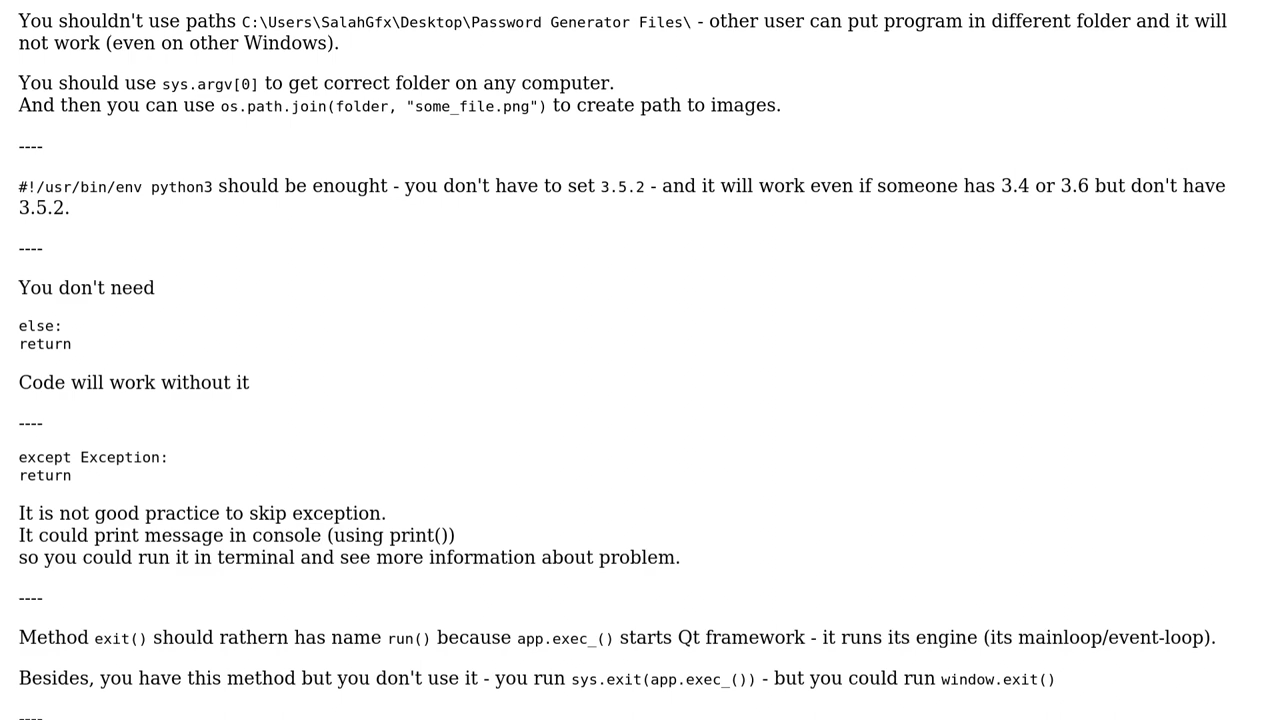 You shouldn't use paths C:\Users\SalahGfx\Desktop\Password Generator Files\ - other user can put program in different folder and it will
not work (even on other Windows).
You should use sys.argv[0] to get correct folder on any computer.
And then you can use os.path.join(folder, "some_file.png") to create path to images.
----
#!/usr/bin/env python3 should be enought - you don't have to set 3.5.2 - and it will work even if someone has 3.4 or 3.6 but don't have
3.5.2.
----
You don't need
else:
return
Code will work without it
----
except Exception:
return
It is not good practice to skip exception.
It could print message in console (using print())
so you could run it in terminal and see more information about problem.
----
Method exit() should rathern has name run() because app.exec_() starts Qt framework - it runs its engine (its mainloop/event-loop).
Besides, you have this method but you don't use it - you run sys.exit(app.exec_()) - but you could run window.exit()
----